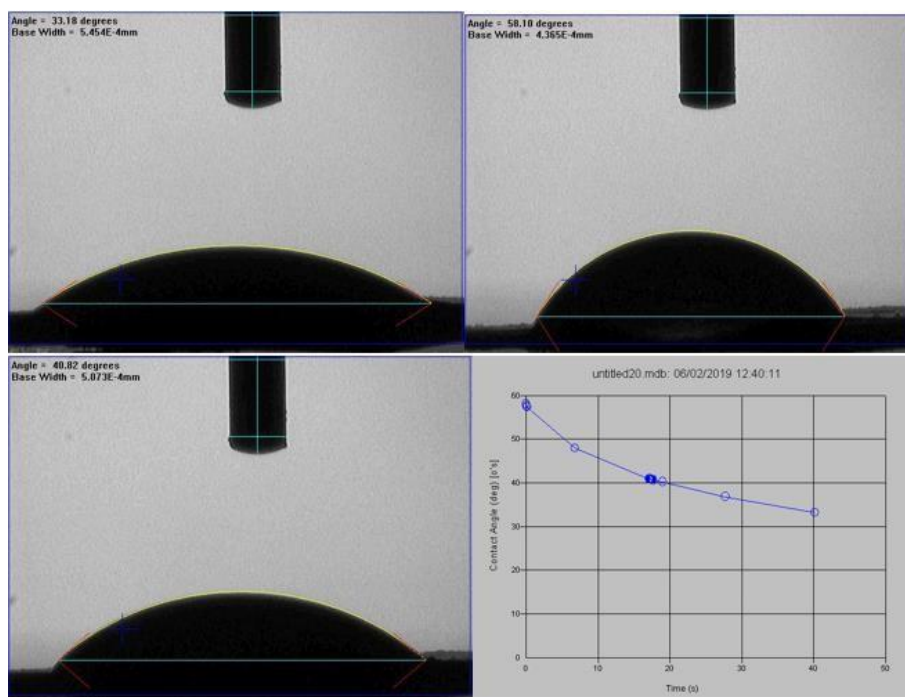 Angle = 33.18 degrees
Base Width = 5.454E-4mm
Angle = 58.10 degrees
Base Width = 4.365E-4mm
Angle = 40.82 degrees
Base Width = 5.073E-4mm
untitled20.mdb: 06/02/2019 12:40:11
Contact Angle (deg) [o's]
60
50
40
30
20
10
0
0 10 20 30 40 50
Time (s)